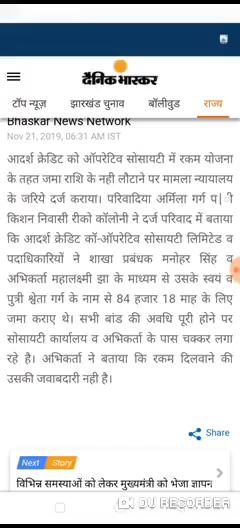 दैनिक भास्कर
टॉप न्यूज़ झारखंड चुनाव बॉलीवुड राज्य
Bhaskar News Network
Nov 21, 2019, 06:31 AM IST
आदर्श क्रेडिट को ऑपरेटिव सोसायटी में रकम योजना
के तहत जमा राशि के नही लौटाने पर मामला न्यायालय
के जरिये दर्ज कराया। परिवादिया अर्मिला गर्ग प|ी
किशन निवासी रीको कॉलोनी ने दर्ज परिवाद में बताया
कि आदर्श क्रेडिट कॉ-ऑपरेटिव सोसायटी लिमिटेड व
पदाधिकारियों ने शाखा प्रबंधक मनोहर सिंह व
अभिकर्ता महालक्ष्मी झा के माध्यम से उसके स्वयं व
पुत्री श्वेता गर्ग के नाम से 84 हजार 18 माह के लिए
जमा कराए थे। सभी बांड की अवधि पूरी होने पर
सोसायटी कार्यालय व अभिकर्ता के पास चक्कर लगा
रहे है। अभिकर्ता ने बताया कि रकम दिलवाने की
उसकी जवाबदारी नही है।
Share
Next Story
विभिन्न समस्याओं को लेकर मुख्यमंत्री को भेजा ज्ञापन
DU RECORDER